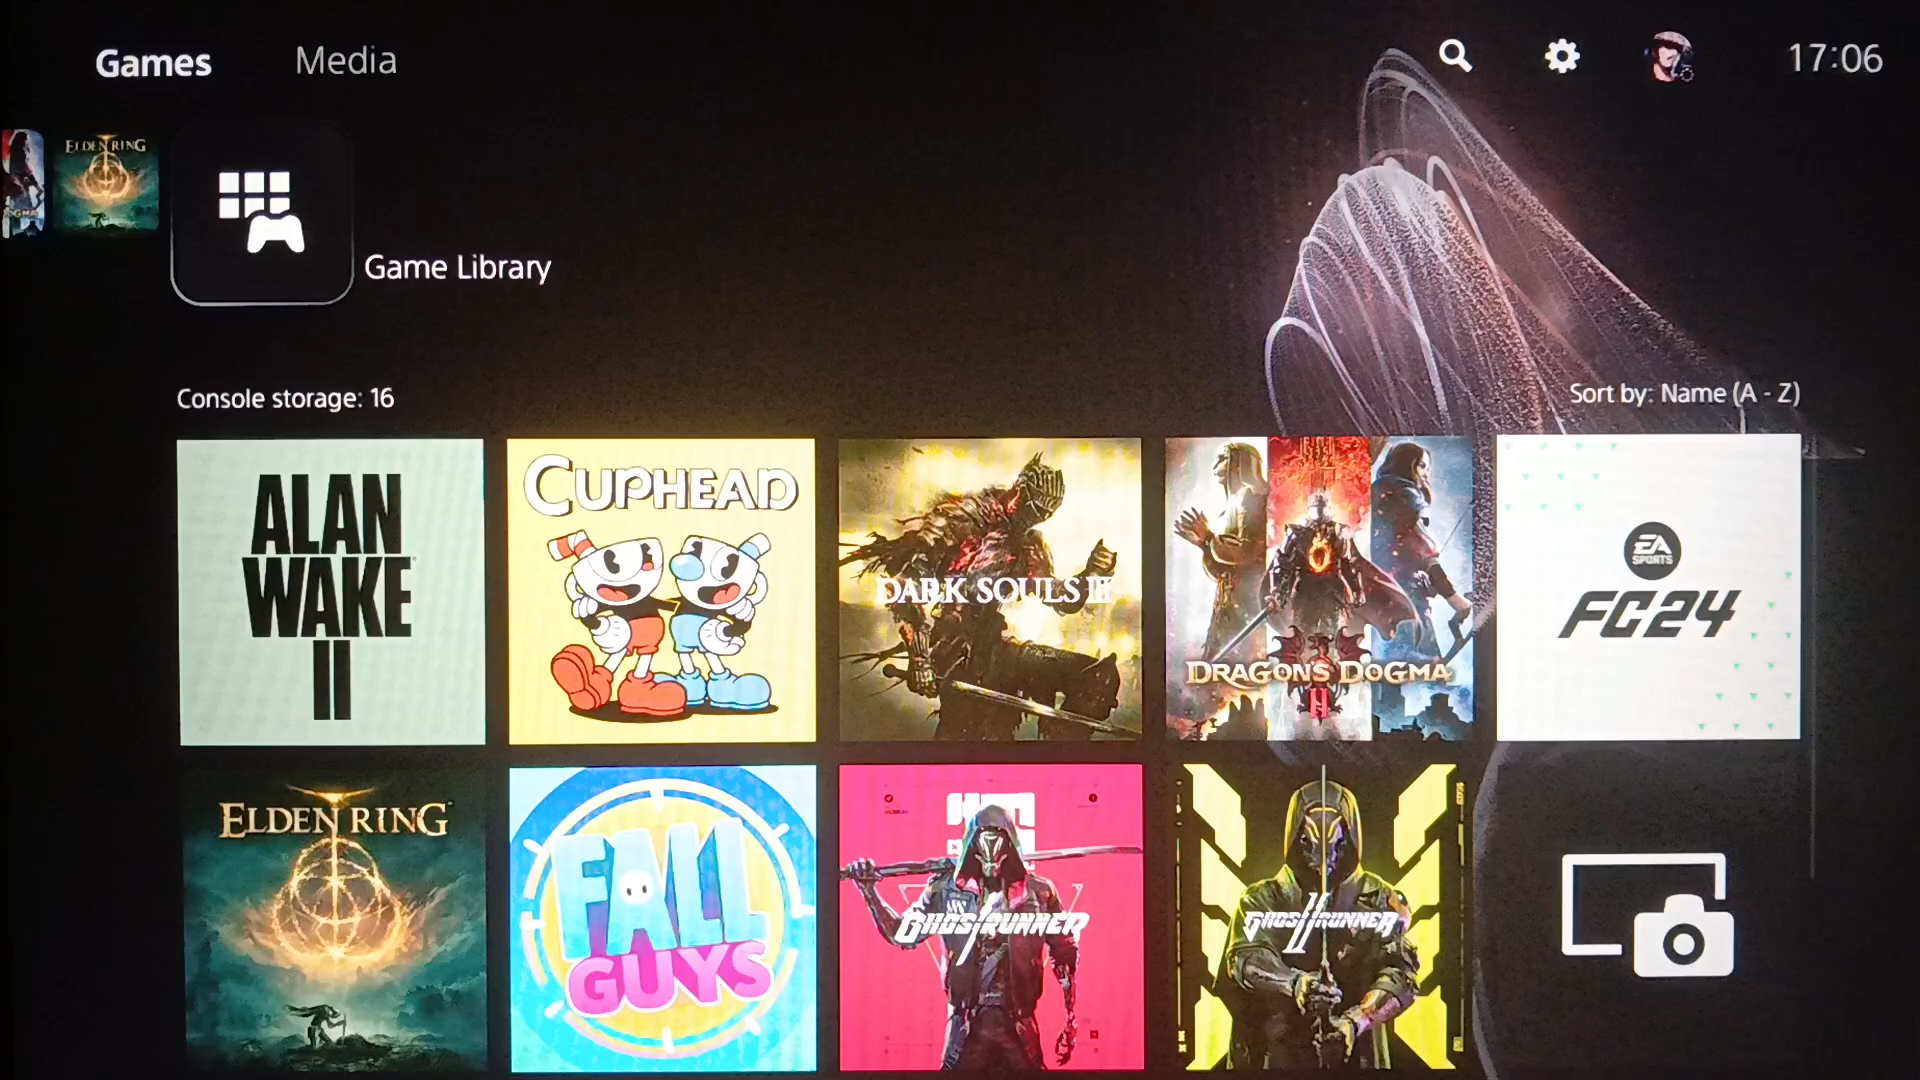 Games
Media
17:06
ELDEN RING
Game Library
Console storage: 16
Sort by: Name (A - Z)
ALAN
WAKE
II
CUPHEAD
DARK SOULS III
DRAGON'S DOGMA
II
EA
SPORTS
FC24
ELDEN RING
FALL
GUYS
GHOSTRUNNER
GHOSTRUNNER
II